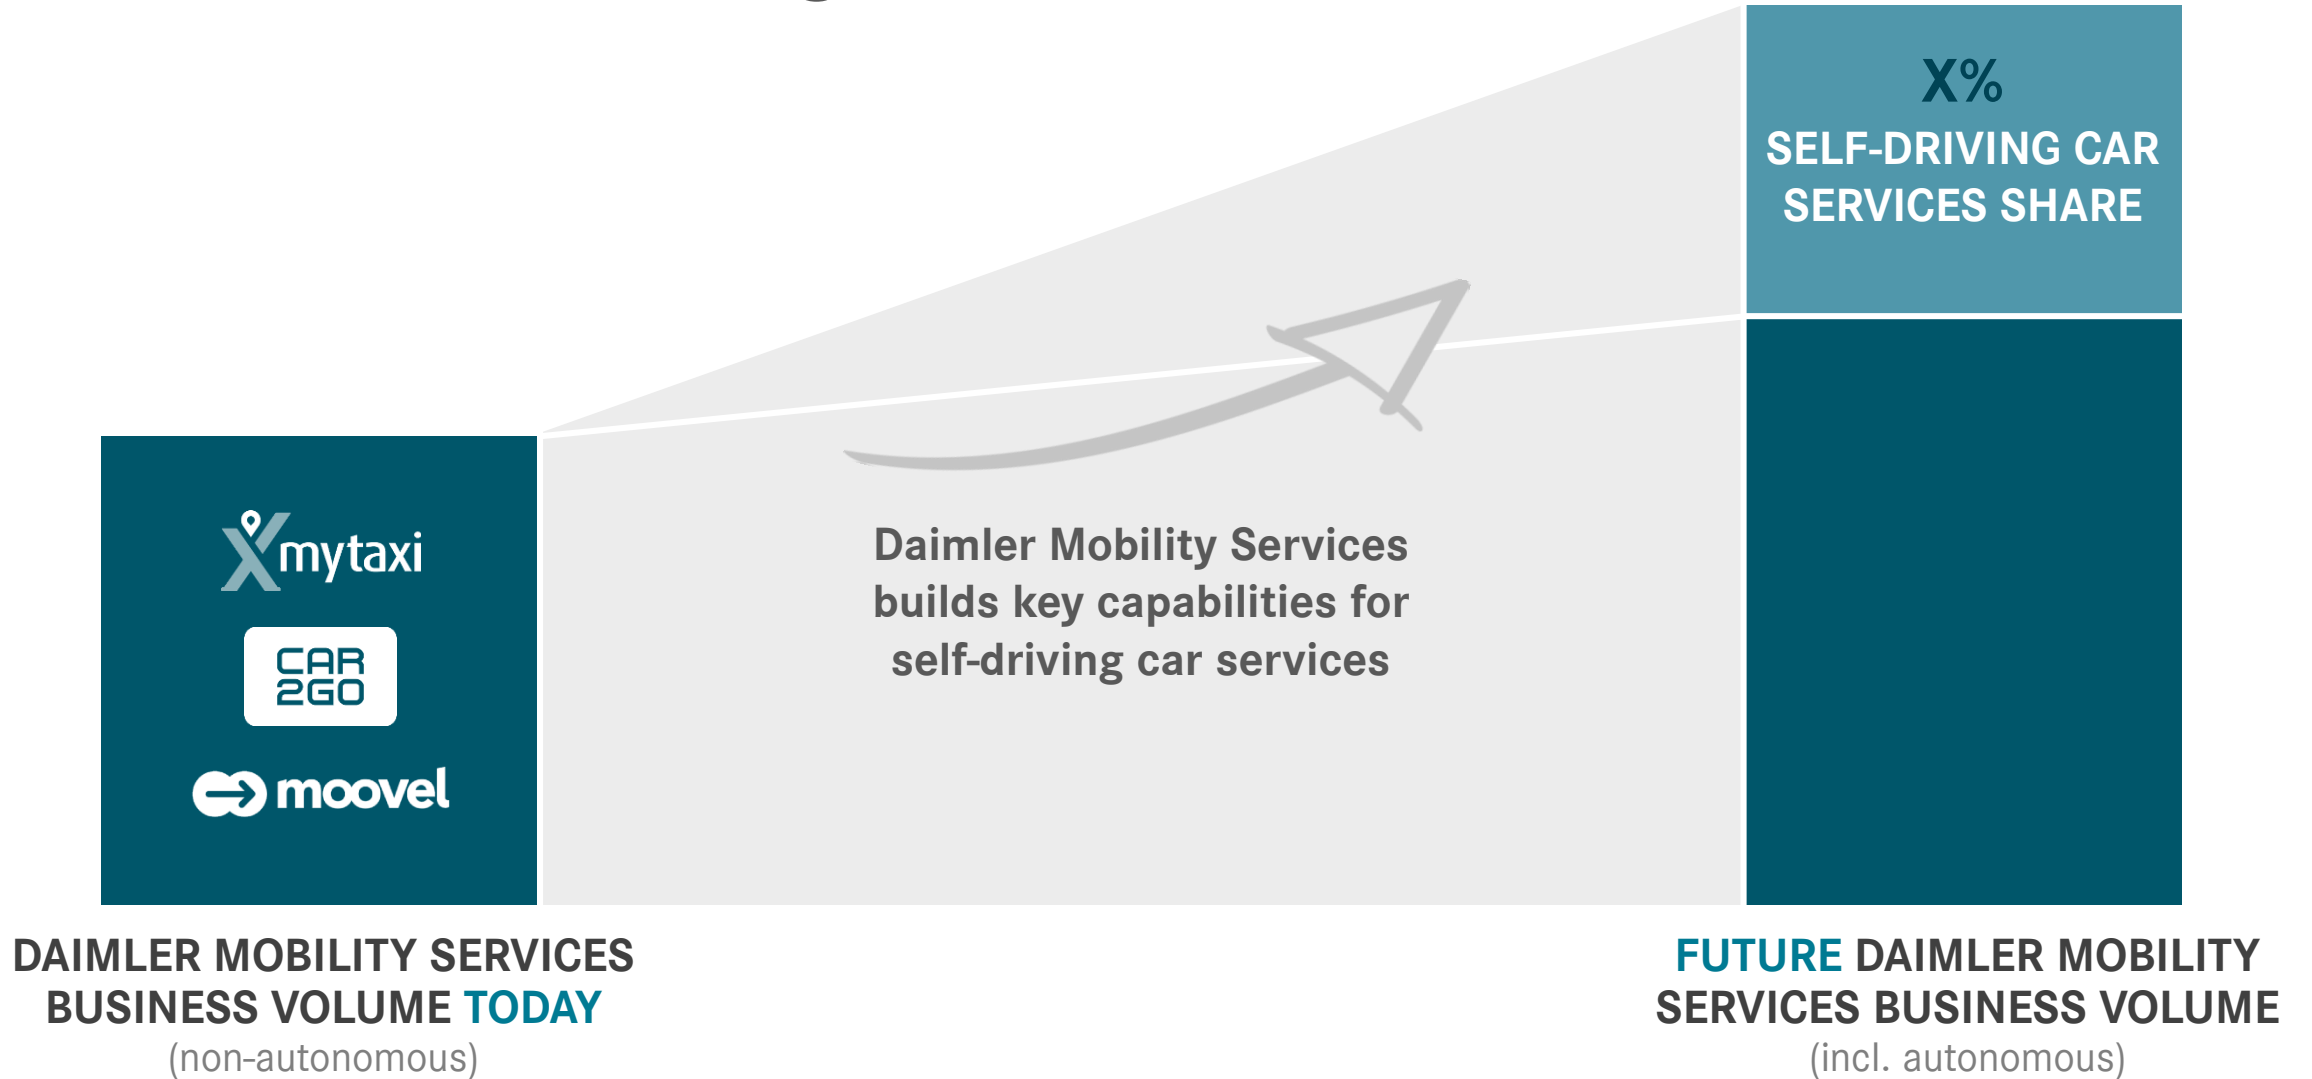 X%
SELF-DRIVING CAR
SERVICES SHARE
mytaxi
CAR
2GO
moovel
Daimler Mobility Services
builds key capabilities for
self-driving car services
DAIMLER MOBILITY SERVICES
BUSINESS VOLUME TODAY
(non-autonomous)
FUTURE DAIMLER MOBILITY
SERVICES BUSINESS VOLUME
(incl. autonomous)